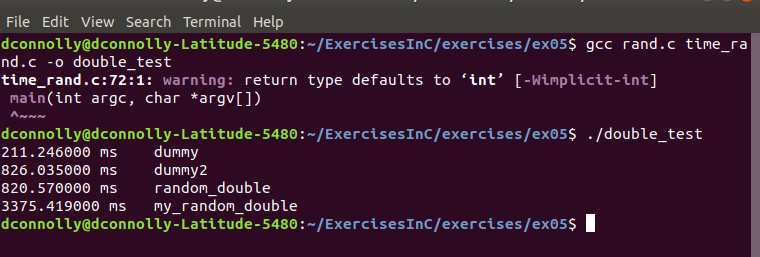 File Edit View Search Terminal Help
dconnolly@dconnolly-Latitude-5480:~/ExercisesInC/exercises/ex05$ gcc rand.c time_ra
nd.c -o double_test
time_rand.c:72:1: warning: return type defaults to ‘int’ [-Wimplicit-int]
 main(int argc, char *argv[])
 ^~~~
dconnolly@dconnolly-Latitude-5480:~/ExercisesInC/exercises/ex05$ ./double_test
211.246000 ms    dummy
826.035000 ms    dummy2
820.570000 ms    random_double
3375.419000 ms   my_random_double
dconnolly@dconnolly-Latitude-5480:~/ExercisesInC/exercises/ex05$